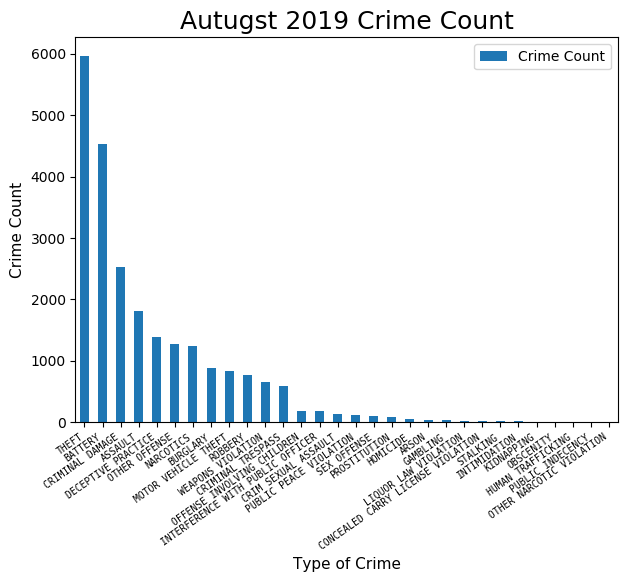 Autugst 2019 Crime Count
Crime Count
6000
5000
4000
3000
2000
1000
0
Crime Count
THEFT
BATTERY
CRIMINAL DAMAGE
ASSAULT
DECEPTIVE PRACTICE
OTHER OFFENSE
NARCOTICS
BURGLARY
MOTOR VEHICLE THEFT
ROBBERY
WEAPONS VIOLATION
CRIMINAL TRESPASS
OFFENSE INVOLVING CHILDREN
INTERFERENCE WITH PUBLIC OFFICER
CRIM SEXUAL ASSAULT
PUBLIC PEACE VIOLATION
SEX OFFENSE
PROSTITUTION
HOMICIDE
ARSON
GAMBLING
LIQUOR LAW VIOLATION
CONCEALED CARRY LICENSE VIOLATION
STALKING
INTIMIDATION
KIDNAPPING
OBSCENITY
HUMAN TRAFFICKING
PUBLIC INDECENCY
OTHER NARCOTIC VIOLATION
Type of Crime